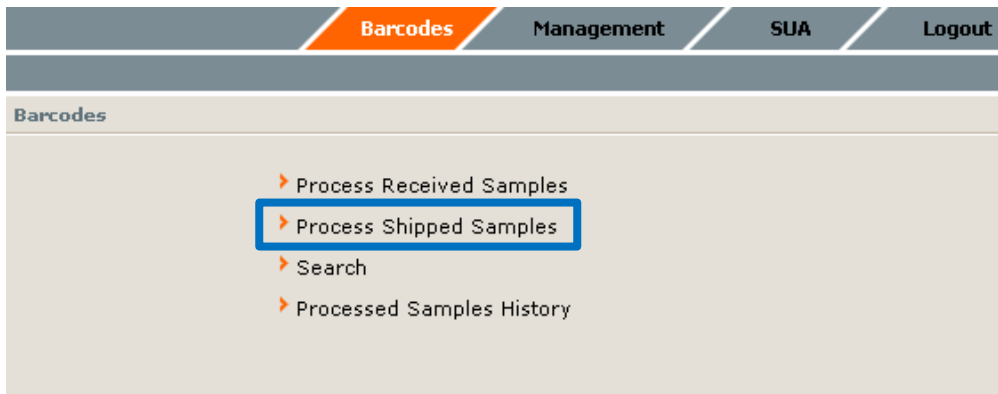 Barcodes Management SUA Logout
Barcodes
Process Received Samples
Process Shipped Samples
Search
Processed Samples History